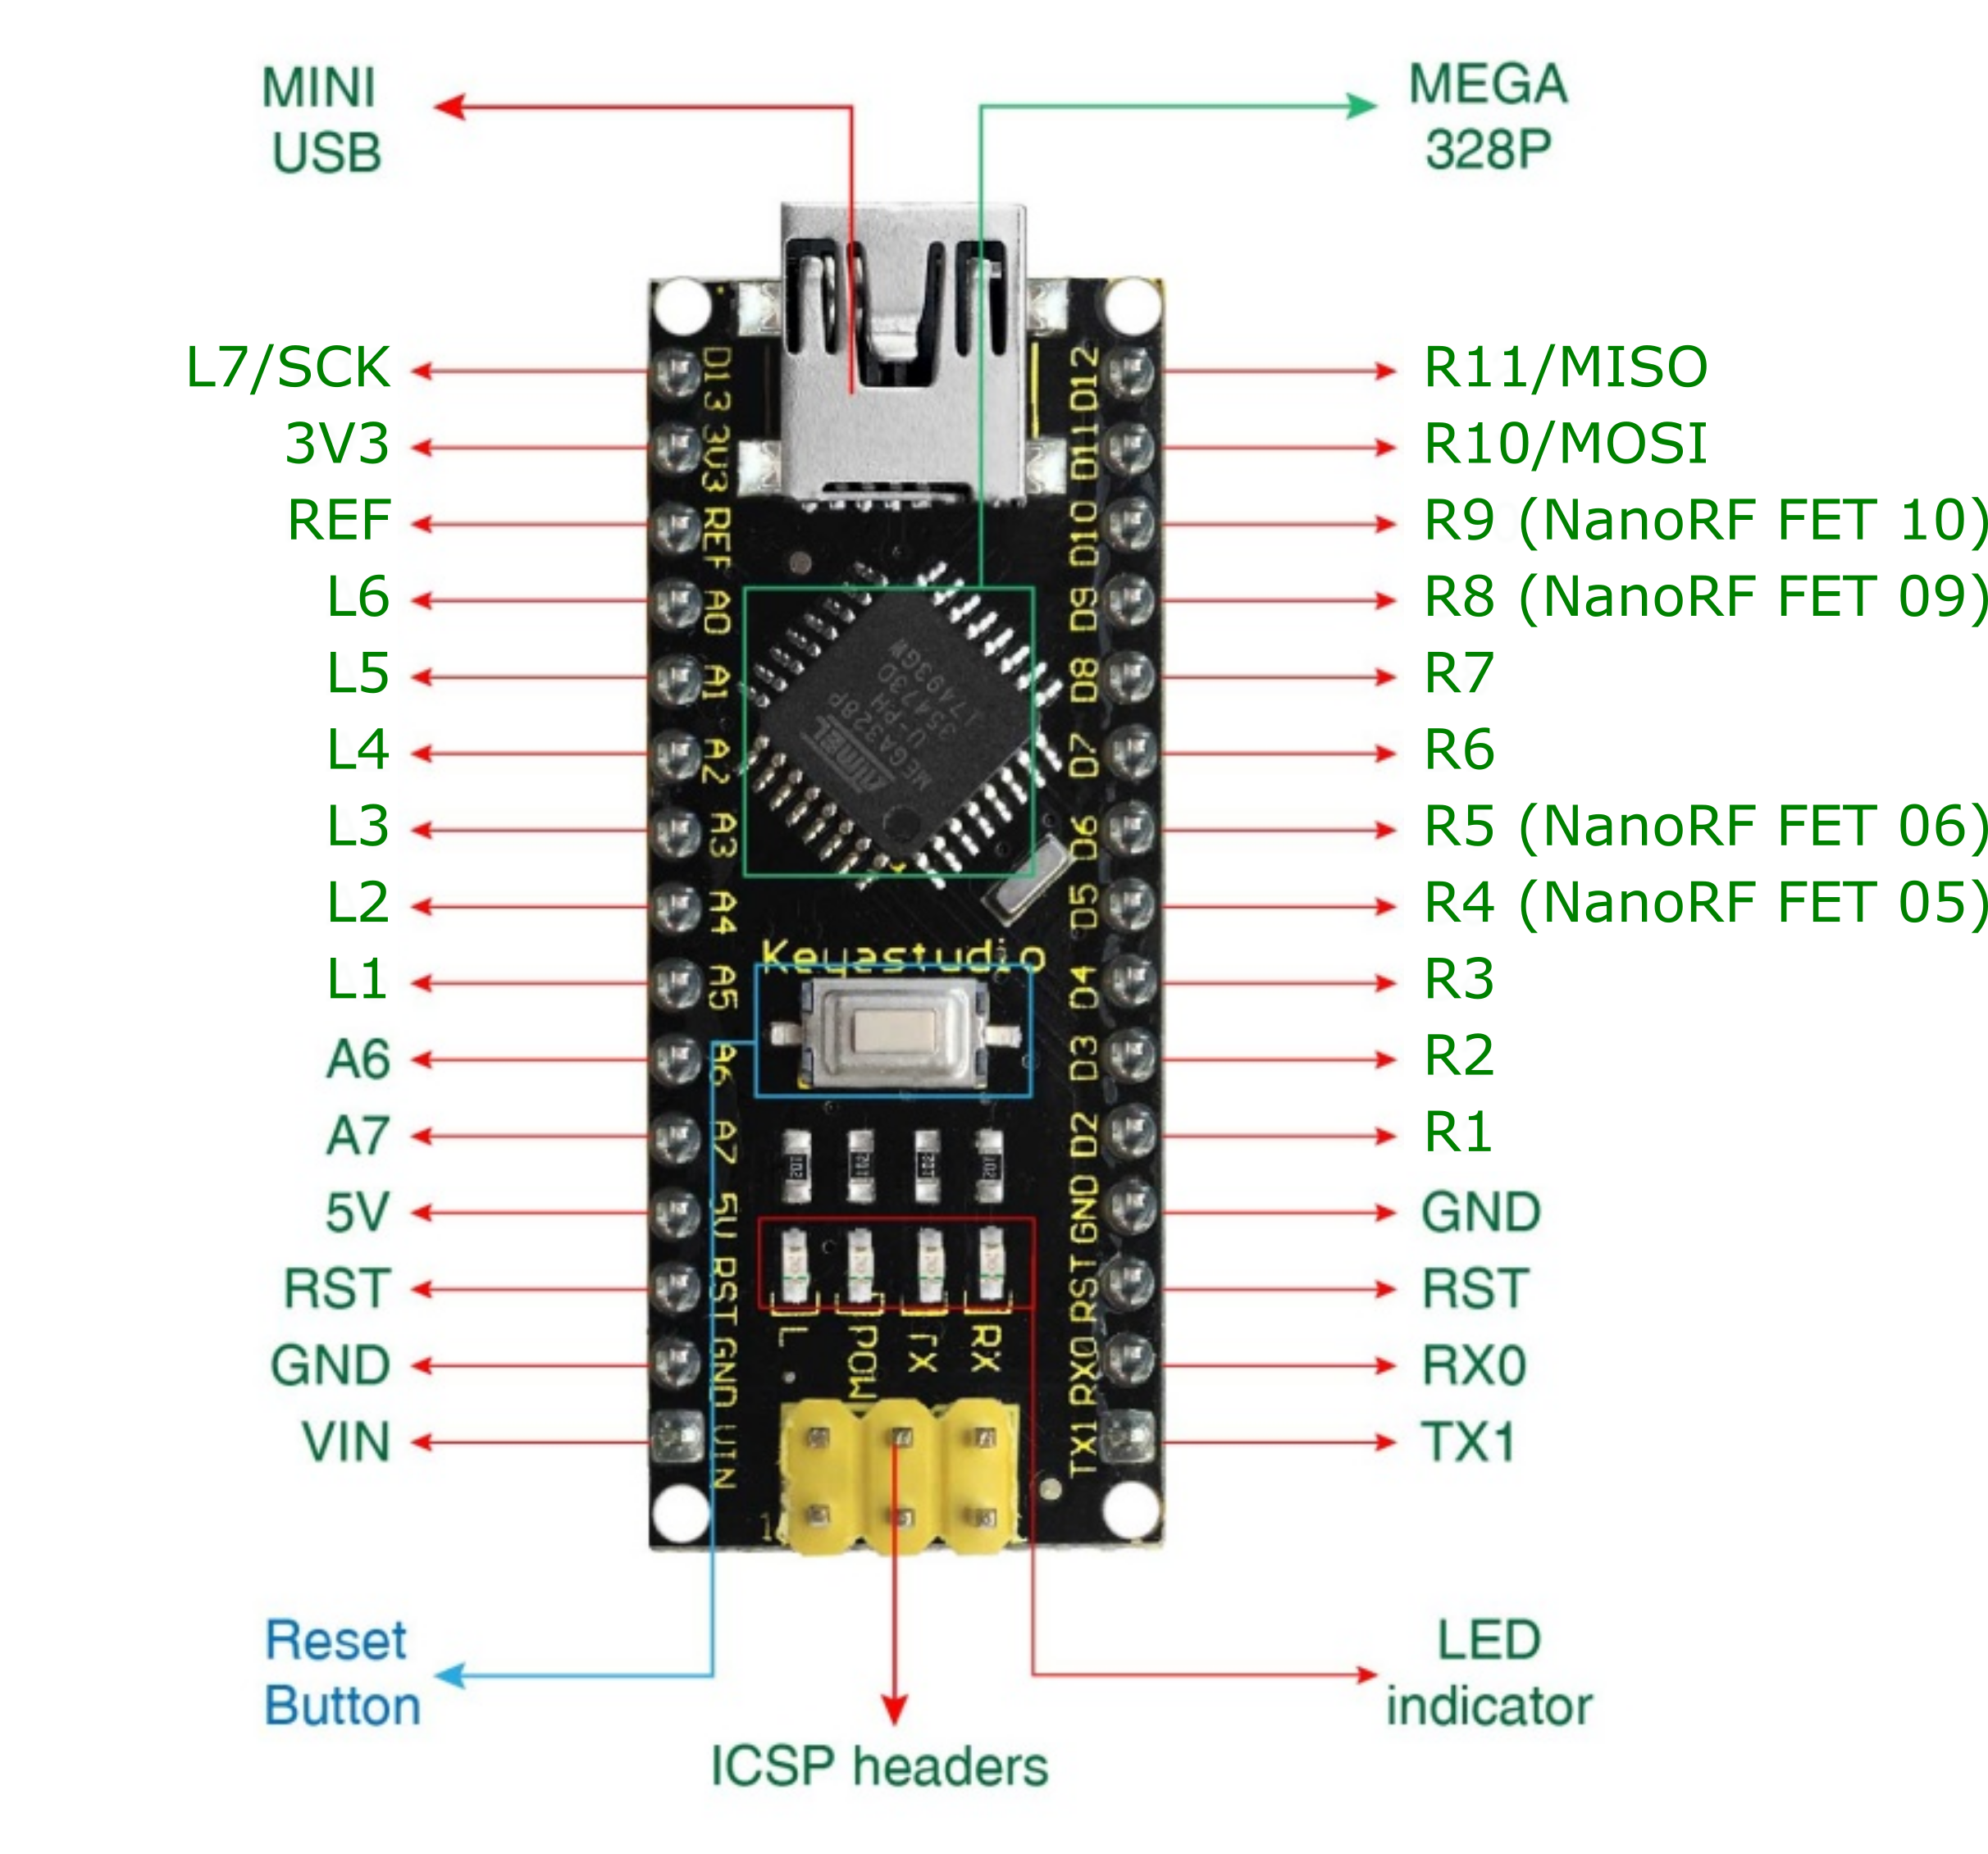 MINI
USB
MEGA
328P
L7/SCK
3V3
REF
L6
L5
L4
L3
L2
L1
A6
A7
5V
RST
GND
VIN
D13
3V3
REF
A0
A1
A2
A3
A4
A5
A6
A7
5V
RST
GND
VIN
MEGA328P
U-PH
35473D
17493GW
Keyastudio
L
POW
TX
RX
1
D12
D11
D10
D9
D8
D7
D6
D5
D4
D3
D2
GND
RST
RX0
TX1
R11/MISO
R10/MOSI
R9 (NanoRF FET 10)
R8 (NanoRF FET 09)
R7
R6
R5 (NanoRF FET 06)
R4 (NanoRF FET 05)
R3
R2
R1
GND
RST
RX0
TX1
Reset
Button
ICSP headers
LED
indicator